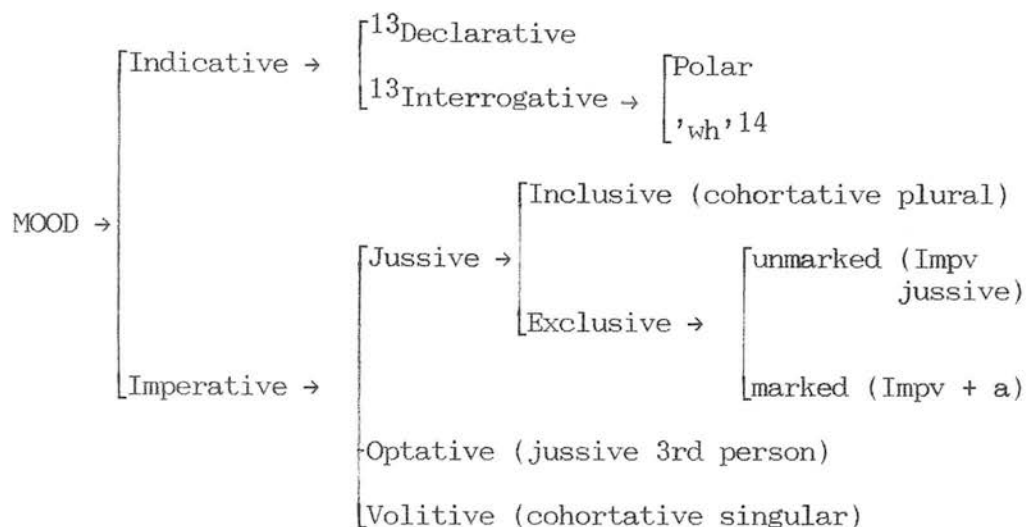 ¹³Declarative
Indicative →
¹³Interrogative →
Polar
'wh'¹⁴
MOOD →
Inclusive (cohortative plural)
Jussive →
unmarked (Impv
jussive)
Exclusive →
Imperative →
marked (Impv + a)
Optative (jussive 3rd person)
Volitive (cohortative singular)